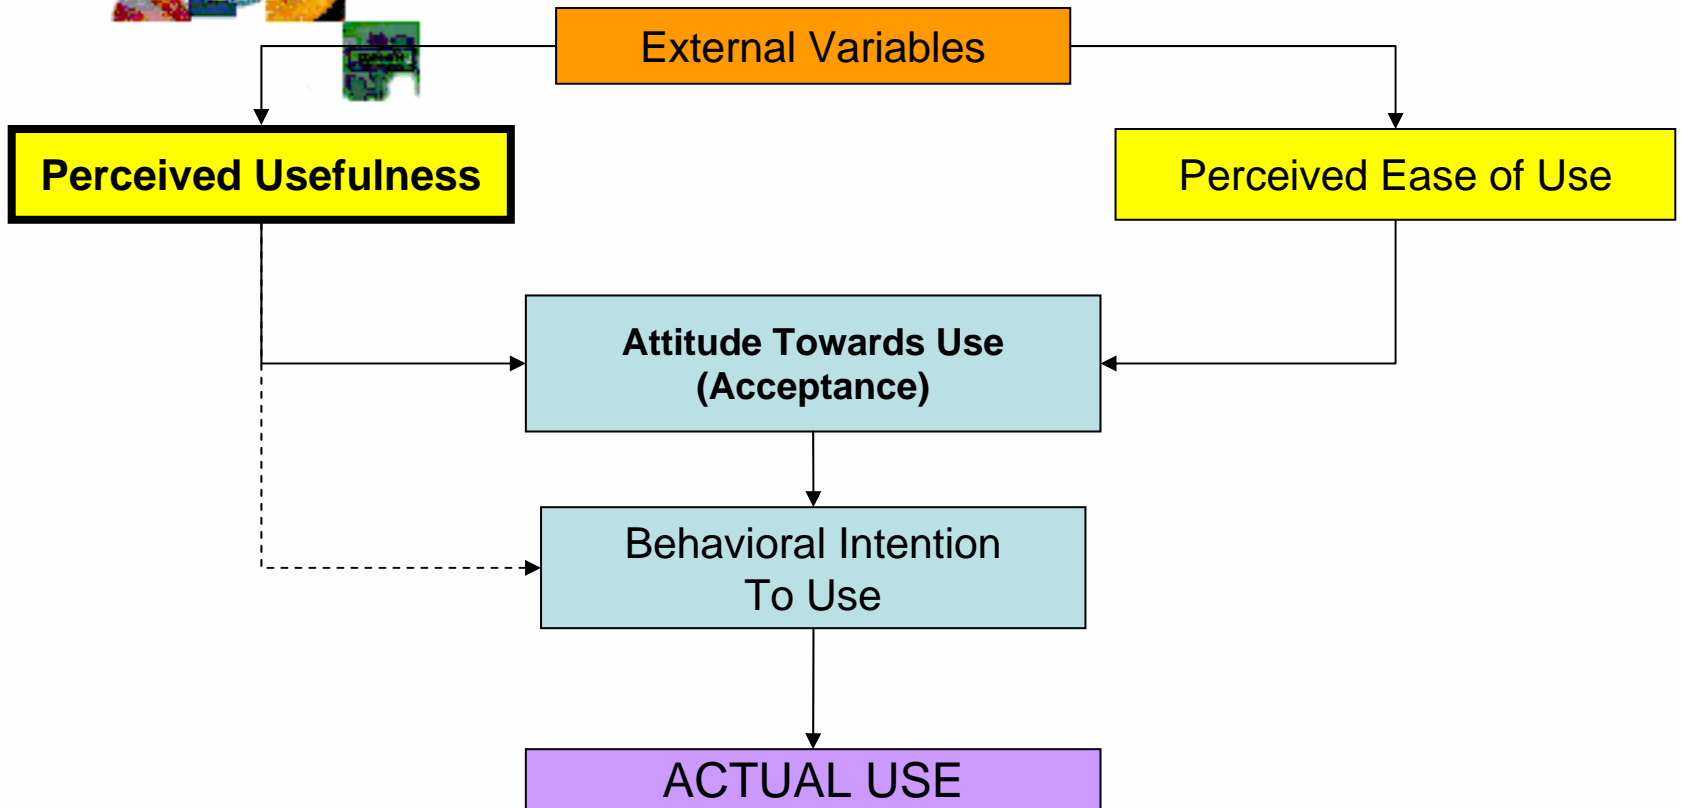 External Variables
Perceived Usefulness
Perceived Ease of Use
Attitude Towards Use
(Acceptance)
Behavioral Intention
To Use
ACTUAL USE